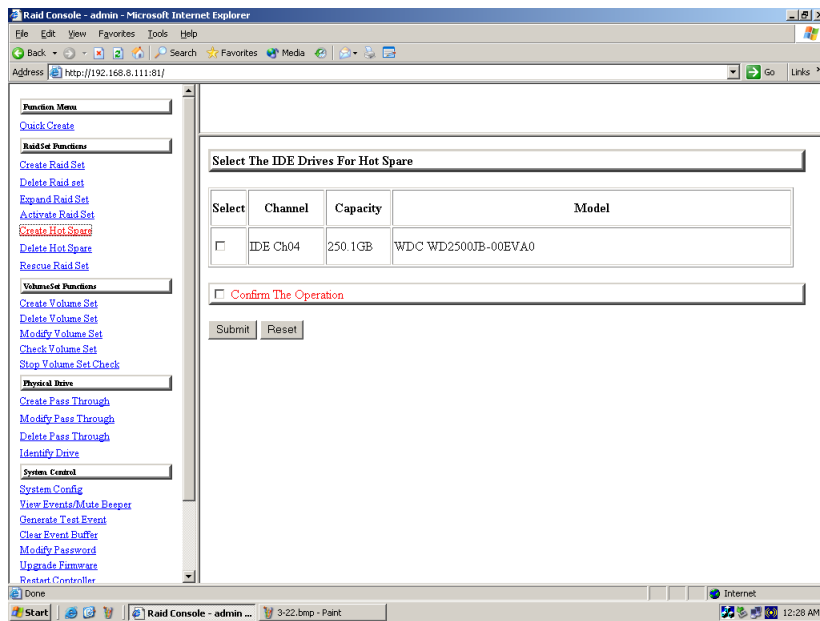 Raid Console - admin - Microsoft Internet Explorer
File Edit View Favorites Tools Help
Back Search Favorites Media
Address http://192.168.8.111:81/ Go Links
Function Menu
Quick Create
RaidSet Functions
Create Raid Set
Delete Raid set
Expand Raid Set
Activate Raid Set
Create Hot Spare
Delete Hot Spare
Rescue Raid Set
VolumeSet Functions
Create Volume Set
Delete Volume Set
Modify Volume Set
Check Volume Set
Stop Volume Set Check
Physical Drive
Create Pass Through
Modify Pass Through
Delete Pass Through
Identify Drive
System Control
System Config
View Events/Mute Beeper
Generate Test Event
Clear Event Buffer
Modify Password
Upgrade Firmware
Restart Controller
Select The IDE Drives For Hot Spare
Select Channel Capacity Model
IDE Ch04 250.1GB WDC WD2500JB-00EVA0
Confirm The Operation
Submit Reset
Done Internet
Start Raid Console - admin ... 3-22.bmp - Paint 12:28 AM